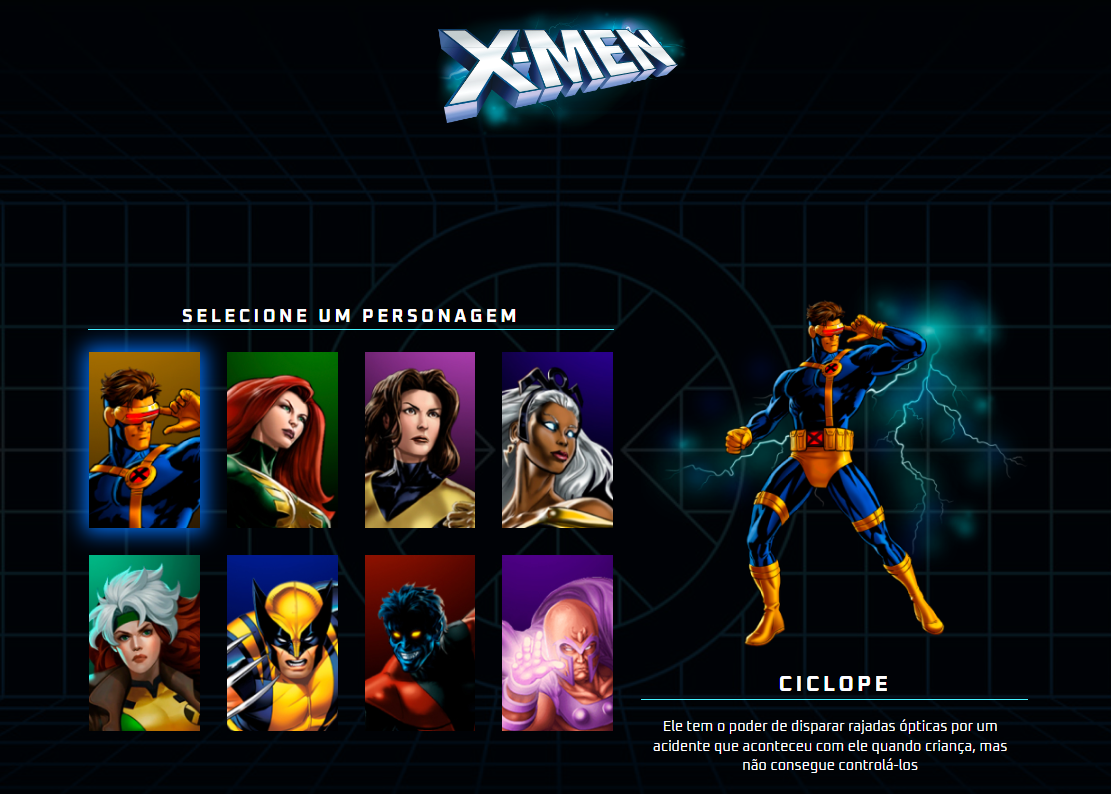 X-MEN
SELECIONE UM PERSONAGEM
CICLOPE
Ele tem o poder de disparar rajadas ópticas por um
acidente que aconteceu com ele quando criança, mas
não consegue controlá-los